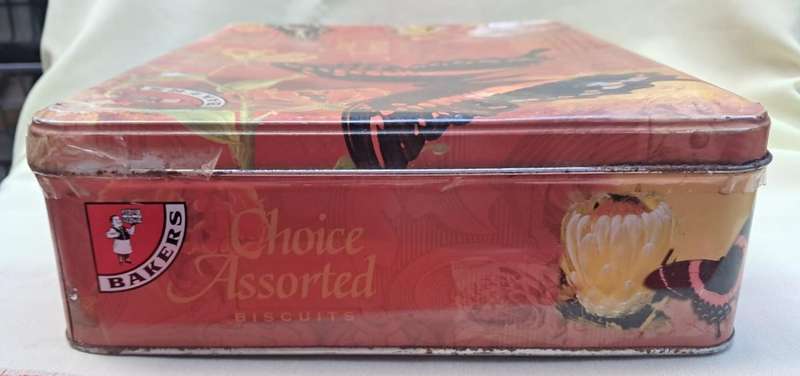 BAKERS
Choice
Assorted
BISCUITS